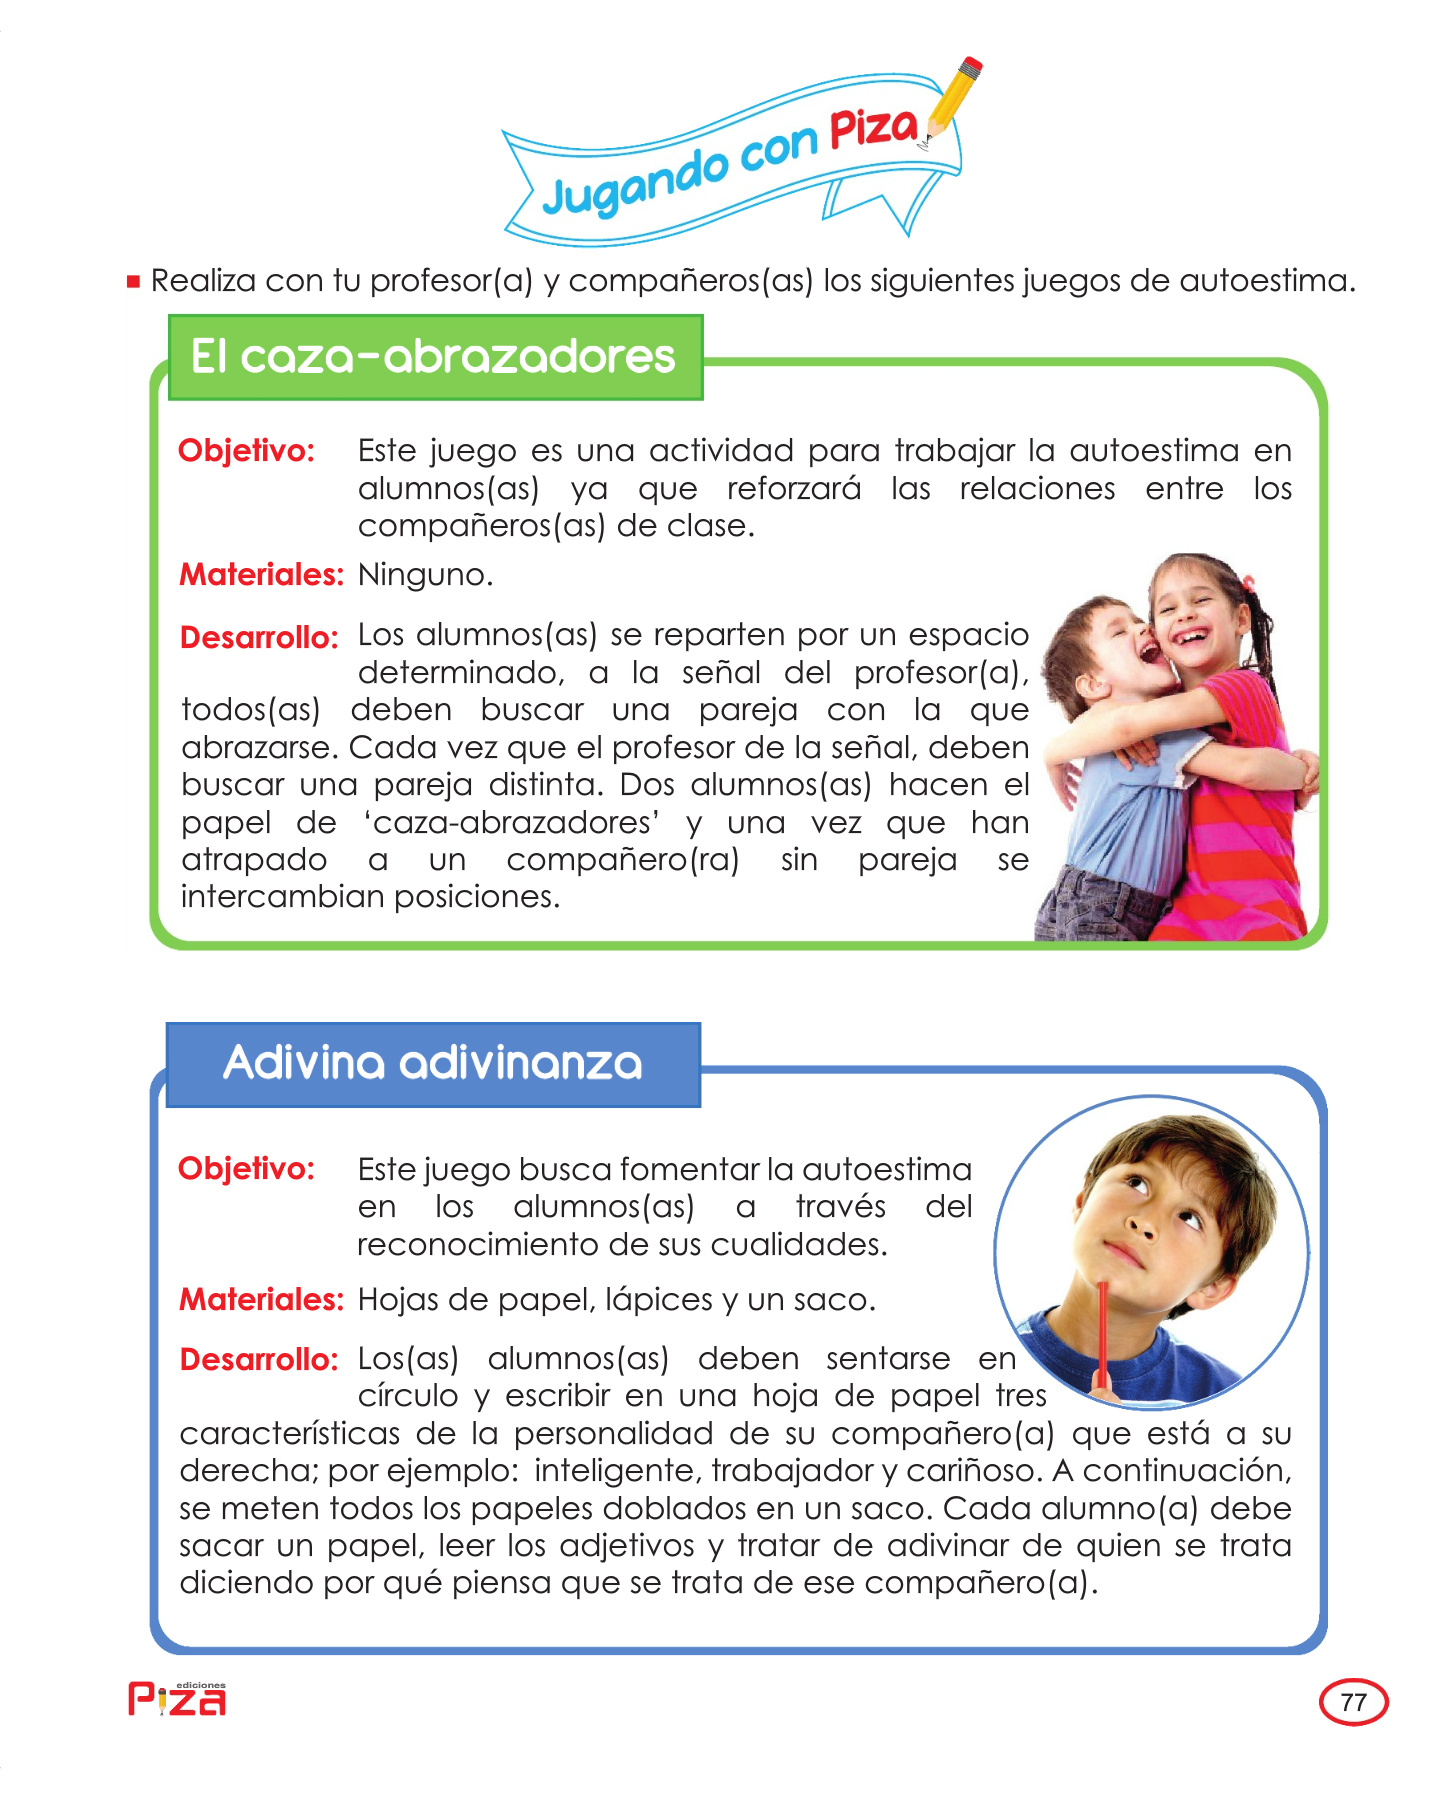 Jugando con Piza
Realiza con tu profesor(a) y compañeros(as) los siguientes juegos de autoestima.
El caza-abrazadores
Objetivo: Este juego es una actividad para trabajar la autoestima en
alumnos(as) ya que reforzará las relaciones entre los
compañeros(as) de clase.
Materiales: Ninguno.
Desarrollo: Los alumnos(as) se reparten por un espacio
determinado, a la señal del profesor(a),
todos(as) deben buscar una pareja con la que
abrazarse. Cada vez que el profesor de la señal, deben
buscar una pareja distinta. Dos alumnos(as) hacen el
papel de ‘caza-abrazadores’ y una vez que han
atrapado a un compañero(ra) sin pareja se
intercambian posiciones.
Adivina adivinanza
Objetivo: Este juego busca fomentar la autoestima
en los alumnos(as) a través del
reconocimiento de sus cualidades.
Materiales: Hojas de papel, lápices y un saco.
Desarrollo: Los(as) alumnos(as) deben sentarse en
círculo y escribir en una hoja de papel tres
características de la personalidad de su compañero(a) que está a su
derecha; por ejemplo: inteligente, trabajador y cariñoso. A continuación,
se meten todos los papeles doblados en un saco. Cada alumno(a) debe
sacar un papel, leer los adjetivos y tratar de adivinar de quien se trata
diciendo por qué piensa que se trata de ese compañero(a).
ediciones
Piza
77